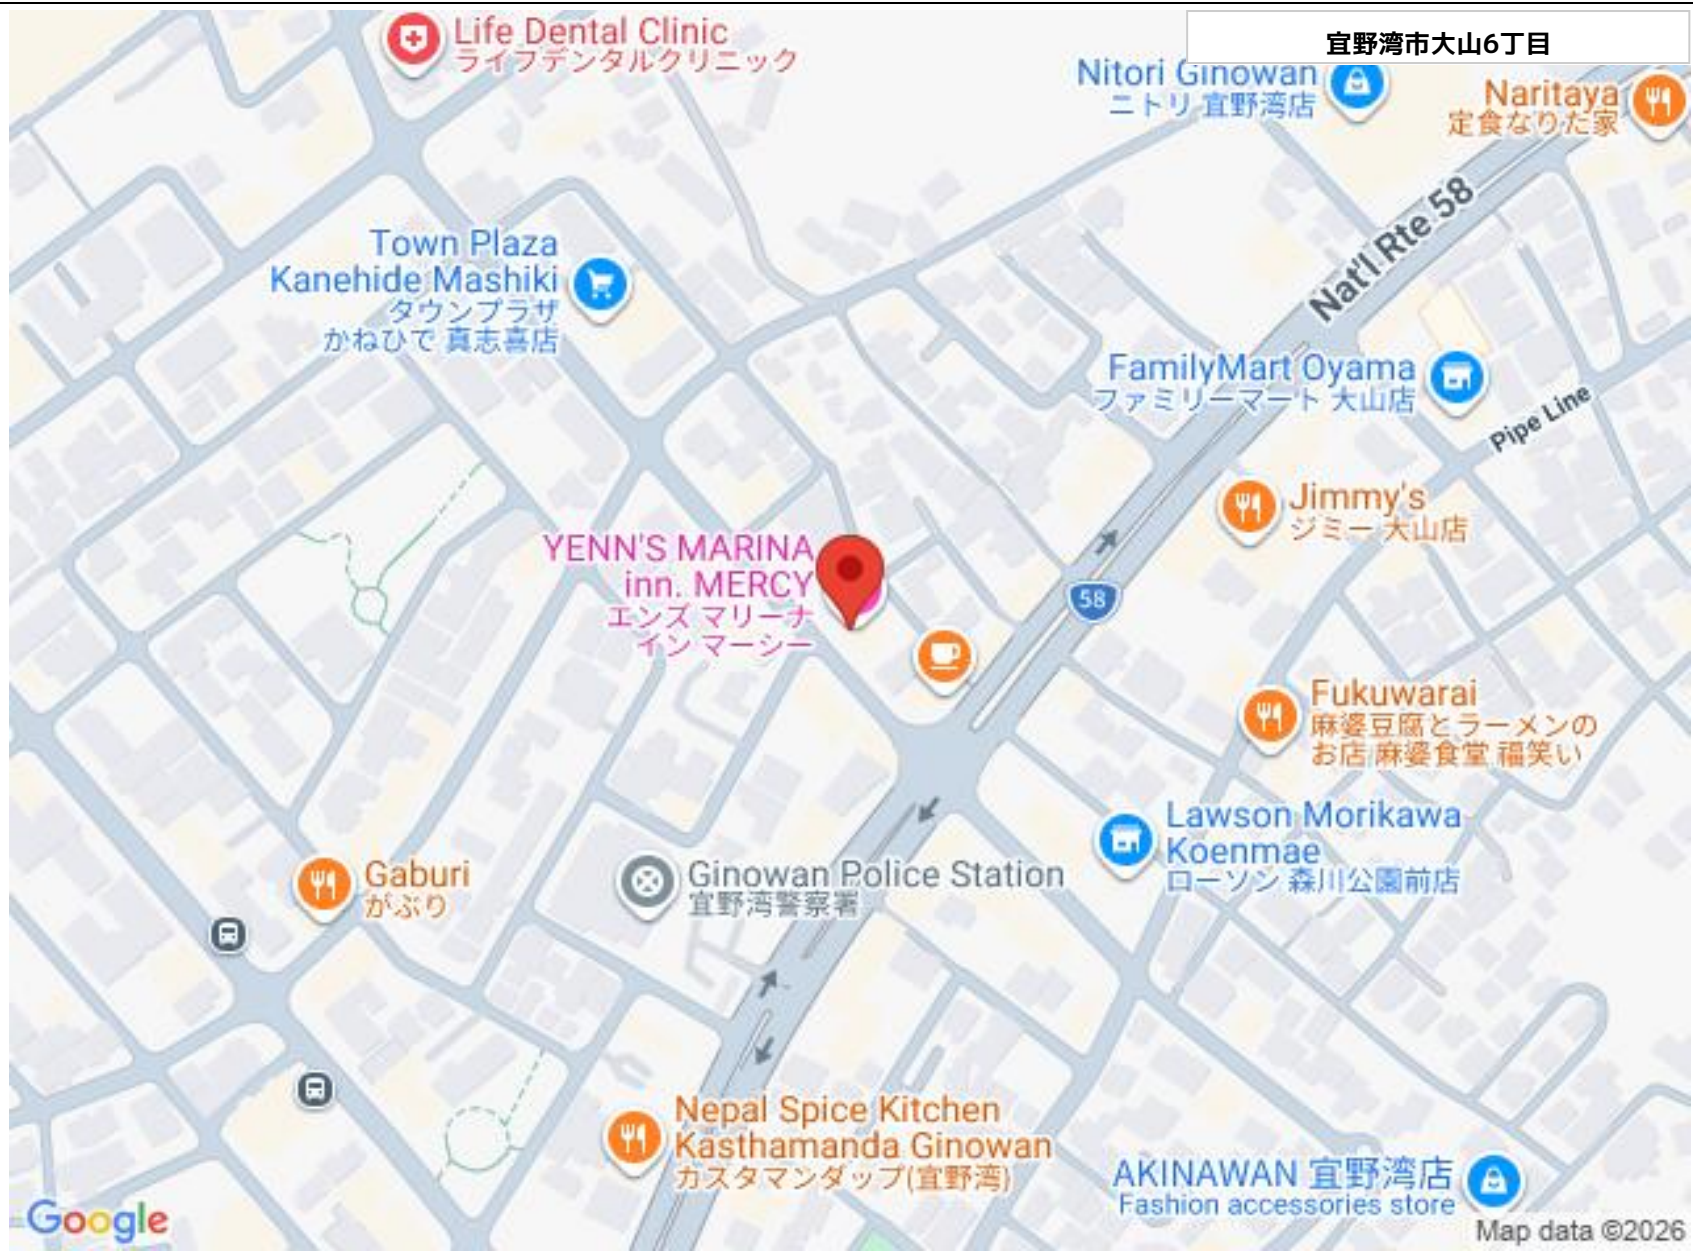 Life Dental Clinic
ライフデンタルクリニック
宜野湾市大山6丁目
Nitori Ginowan
ニトリ 宜野湾店
Naritaya
定食なりた家
Nat'l Rte 58
Town Plaza
Kanehide Mashiki
タウンプラザ
かねひで 真志喜店
FamilyMart Oyama
ファミリーマート 大山店
Pipe Line
Jimmy's
ジミー 大山店
YENN'S MARINA
inn. MERCY
エンズ マリーナ
イン マーシー
58
Fukuwarai
麻婆豆腐とラーメンの
お店 麻婆食堂 福笑い
Lawson Morikawa
Koenmae
ローソン 森川公園前店
Gaburi
がぶり
Ginowan Police Station
宜野湾警察署
Nepal Spice Kitchen
Kasthamanda Ginowan
カスタマンダップ(宜野湾)
AKINAWAN 宜野湾店
Fashion accessories store
Google
Map data ©2026